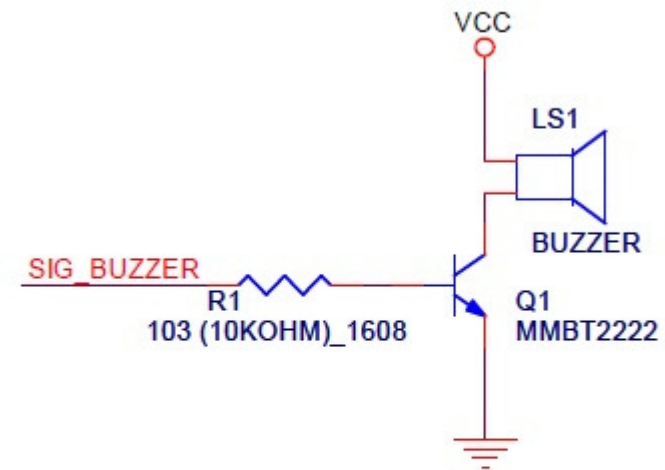 VCC
LS1
BUZZER
SIG_BUZZER
R1
103 (10KOHM)_1608
Q1
MMBT2222